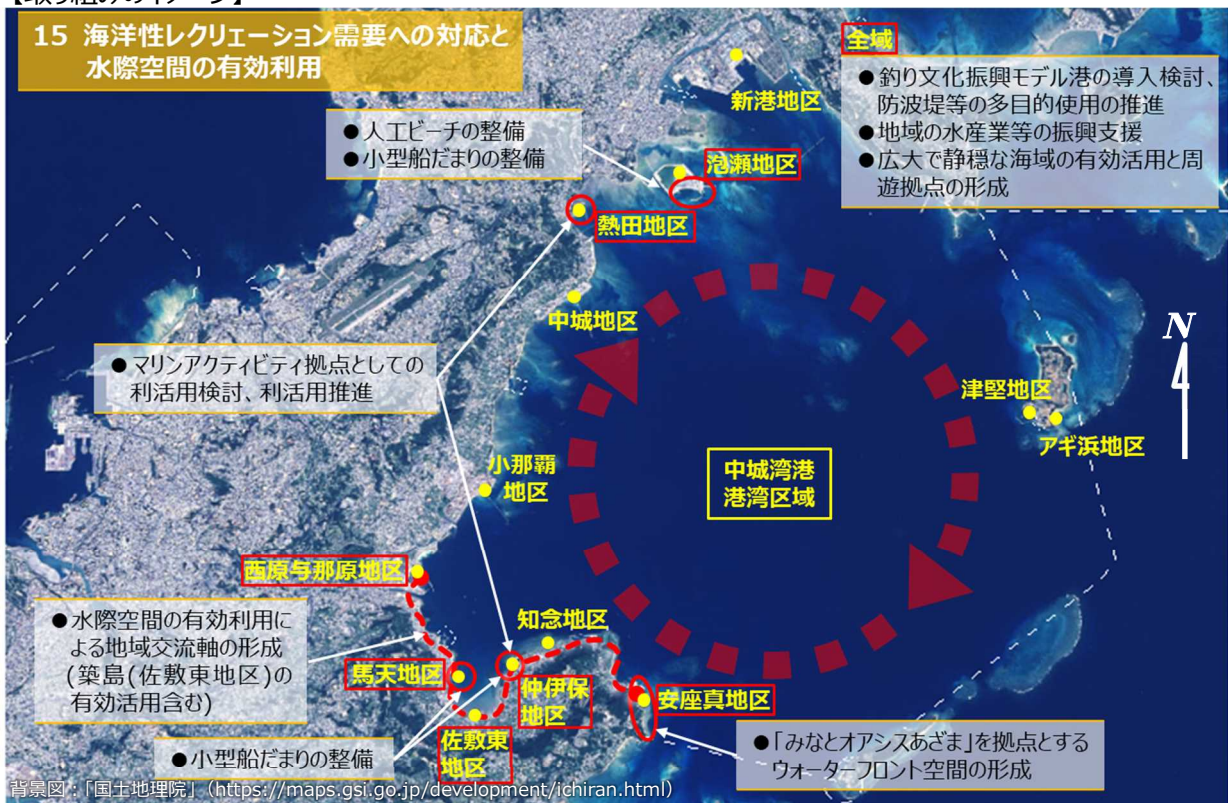 【取り組みのイメージ】
15 海洋性レクリエーション需要への対応と
水際空間の有効利用
全域
●釣り文化振興モデル港の導入検討、
防波堤等の多目的使用の推進
●地域の水産業等の振興支援
●広大で静穏な海域の有効活用と周
遊拠点の形成
新港地区
●人工ビーチの整備
●小型船だまりの整備
泡瀬地区
熱田地区
中城地区
N
●マリンアクティビティ拠点としての
利活用検討、利活用推進
津堅地区
アギ浜地区
小那覇
地区
中城湾港
港湾区域
西原与那原地区
●水際空間の有効利用に
よる地域交流軸の形成
(築島(佐敷東地区)の
有効活用含む)
知念地区
馬天地区
仲伊保
地区
安座真地区
佐敷東
地区
●小型船だまりの整備
●「みなとオアシスあざま」を拠点とする
ウォーターフロント空間の形成
背景図:「国土地理院」(https://maps.gsi.go.jp/development/ichiran.html)